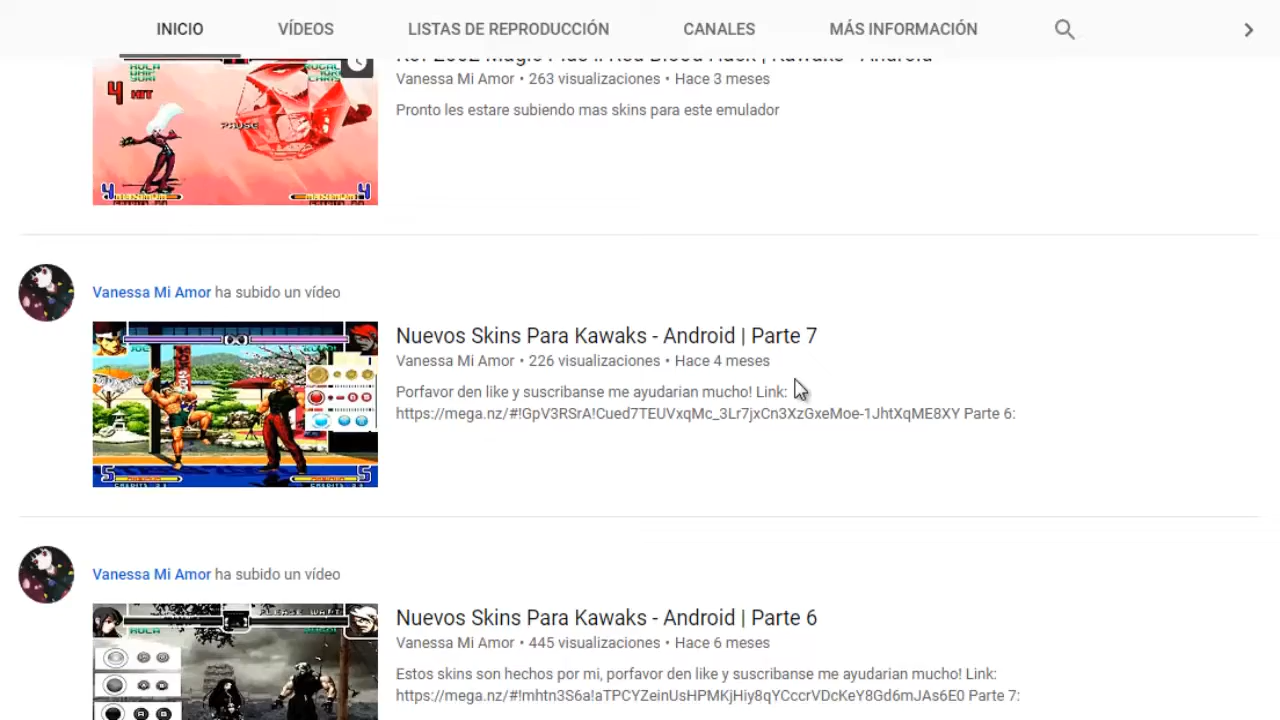 INICIO VÍDEOS LISTAS DE REPRODUCCIÓN CANALES MÁS INFORMACIÓN
Vanessa Mi Amor • 263 visualizaciones • Hace 3 meses
Pronto les estare subiendo mas skins para este emulador
4 HIT
PAUSE
Vanessa Mi Amor ha subido un vídeo
Nuevos Skins Para Kawaks - Android | Parte 7
Vanessa Mi Amor • 226 visualizaciones • Hace 4 meses
Porfavor den like y suscribanse me ayudarian mucho! Link:
https://mega.nz/#!GpV3RSrA!Cued7TEUVxqMc_3Lr7jxCn3XzGxeMoe-1JhtXqME8XY Parte 6:
Vanessa Mi Amor ha subido un vídeo
Nuevos Skins Para Kawaks - Android | Parte 6
Vanessa Mi Amor • 445 visualizaciones • Hace 6 meses
Estos skins son hechos por mi, porfavor den like y suscribanse me ayudarian mucho! Link:
https://mega.nz/#!mhtn3S6a!aTPCYZeinUsHPMKjHiy8qYCccrVDcKeY8Gd6mJAs6E0 Parte 7:
PLEASE WAIT